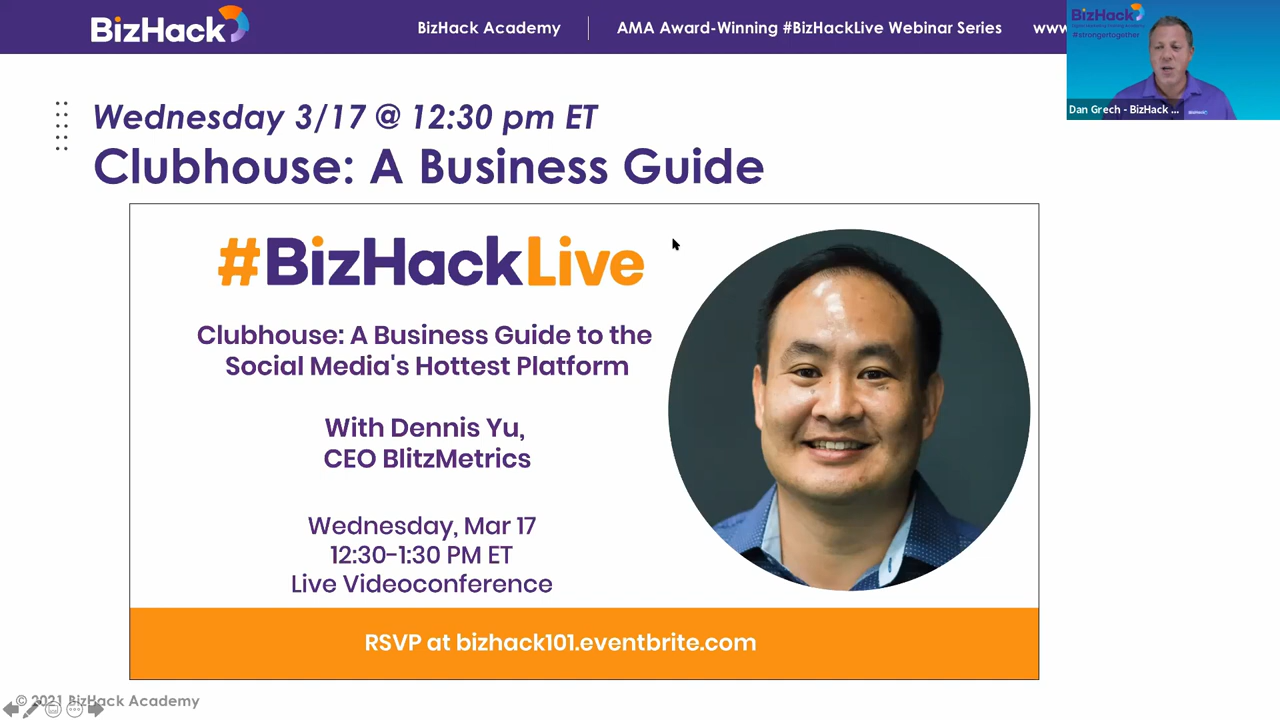 BizHack
BizHack Academy
AMA Award-Winning #BizHackLive Webinar Series
www
BizHack
#strongertogether
Dan Grech - BizHack ...
Wednesday 3/17 @ 12:30 pm ET
Clubhouse: A Business Guide
#BizHackLive
Clubhouse: A Business Guide to the
Social Media's Hottest Platform
With Dennis Yu,
CEO BlitzMetrics
Wednesday, Mar 17
12:30-1:30 PM ET
Live Videoconference
RSVP at bizhack101.eventbrite.com
© 2021 BizHack Academy